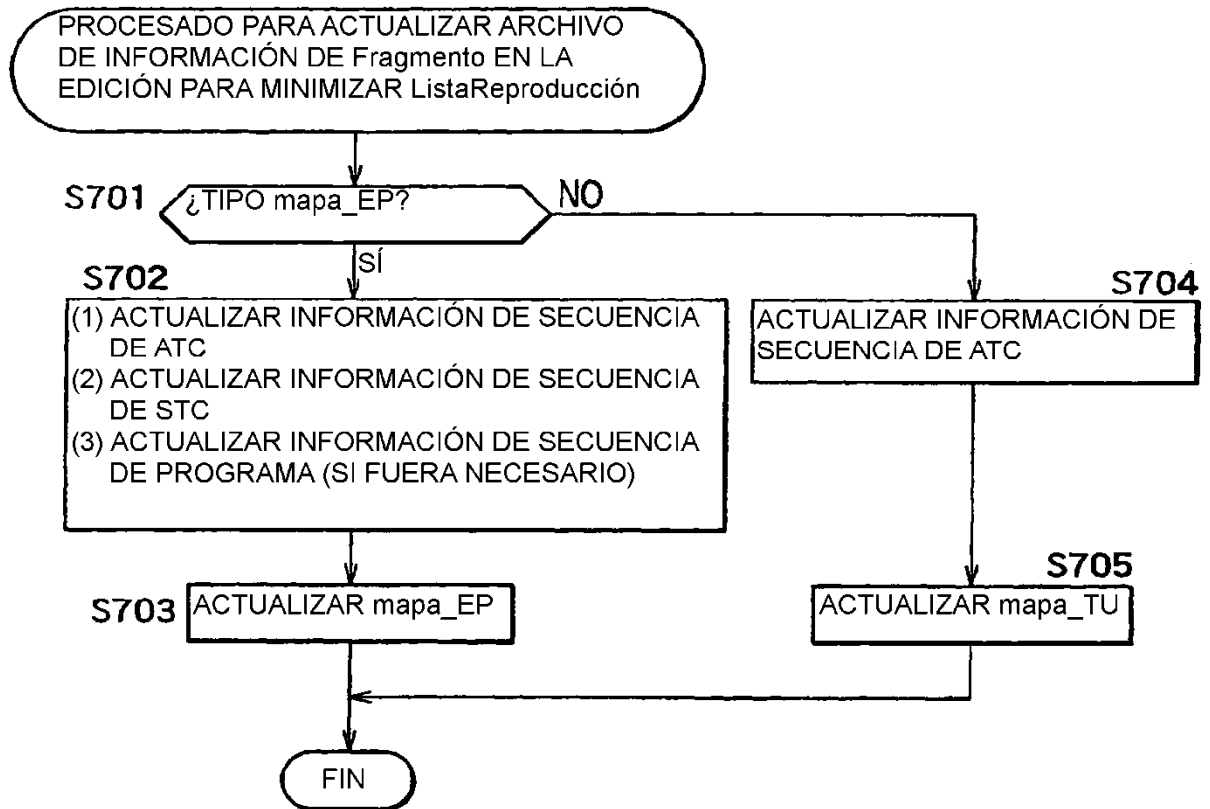 PROCESADO PARA ACTUALIZAR ARCHIVO
DE INFORMACIÓN DE Fragmento EN LA
EDICIÓN PARA MINIMIZAR ListaReproducción
S701
¿TIPO mapa_EP?
NO
SÍ
S702
(1) ACTUALIZAR INFORMACIÓN DE SECUENCIA
DE ATC
(2) ACTUALIZAR INFORMACIÓN DE SECUENCIA
DE STC
(3) ACTUALIZAR INFORMACIÓN DE SECUENCIA
DE PROGRAMA (SI FUERA NECESARIO)
S704
ACTUALIZAR INFORMACIÓN DE
SECUENCIA DE ATC
S703
ACTUALIZAR mapa_EP
S705
ACTUALIZAR mapa_TU
FIN